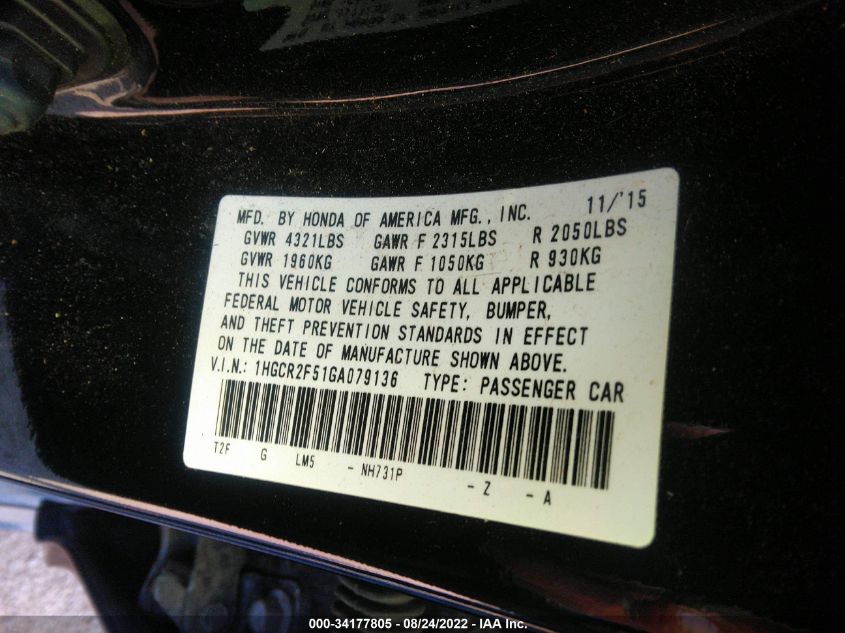 MFD. BY HONDA OF AMERICA MFG., INC. 11/'15
GVWR 4321LBS GAWR F 2315LBS R 2050LBS
GVWR 1960KG GAWR F 1050KG R 930KG
THIS VEHICLE CONFORMS TO ALL APPLICABLE
FEDERAL MOTOR VEHICLE SAFETY, BUMPER,
AND THEFT PREVENTION STANDARDS IN EFFECT
ON THE DATE OF MANUFACTURE SHOWN ABOVE.
V.I.N.: 1HGCR2F51GA079136 TYPE: PASSENGER CAR
T2F G LM5 - NH731P - Z - A
000-34177805 - 08/24/2022 - IAA Inc.